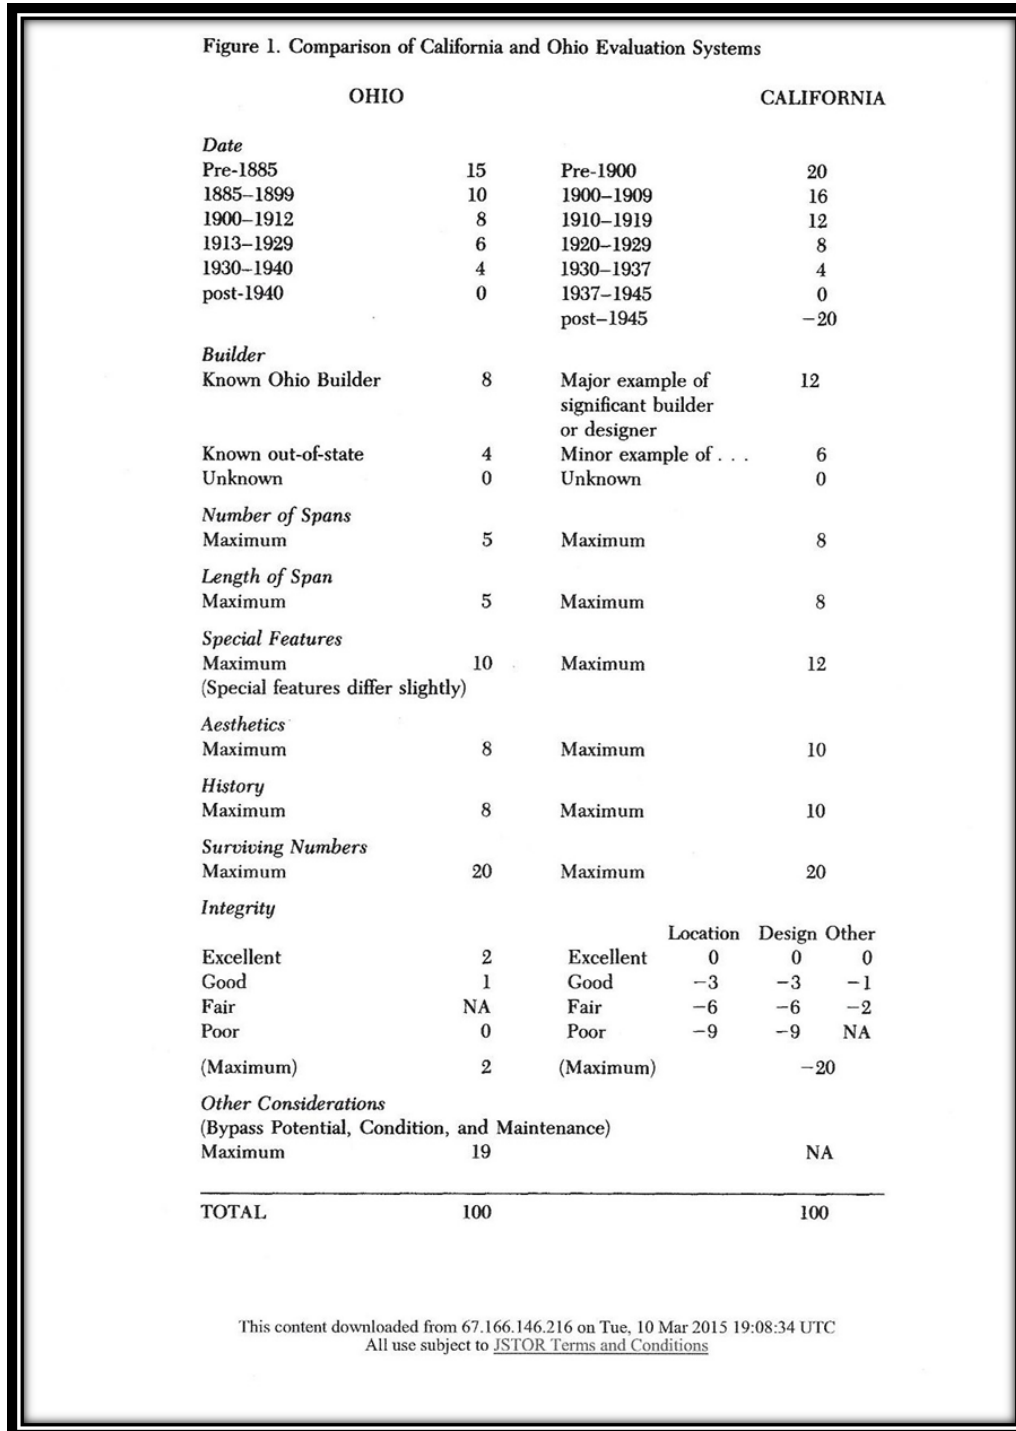 Figure 1. Comparison of California and Ohio Evaluation Systems
OHIO CALIFORNIA
Date
Pre-1885 15 Pre-1900 20
1885–1899 10 1900–1909 16
1900–1912 8 1910–1919 12
1913–1929 6 1920–1929 8
1930–1940 4 1930–1937 4
post-1940 0 1937–1945 0
post–1945 −20
Builder
Known Ohio Builder 8 Major example of 12
significant builder
or designer
Known out-of-state 4 Minor example of . . . 6
Unknown 0 Unknown 0
Number of Spans
Maximum 5 Maximum 8
Length of Span
Maximum 5 Maximum 8
Special Features
Maximum 10 Maximum 12
(Special features differ slightly)
Aesthetics
Maximum 8 Maximum 10
History
Maximum 8 Maximum 10
Surviving Numbers
Maximum 20 Maximum 20
Integrity
Location Design Other
Excellent 2 Excellent 0 0 0
Good 1 Good −3 −3 −1
Fair NA Fair −6 −6 −2
Poor 0 Poor −9 −9 NA
(Maximum) 2 (Maximum) −20
Other Considerations
(Bypass Potential, Condition, and Maintenance)
Maximum 19 NA
TOTAL 100 100
This content downloaded from 67.166.146.216 on Tue, 10 Mar 2015 19:08:34 UTC
All use subject to JSTOR Terms and Conditions